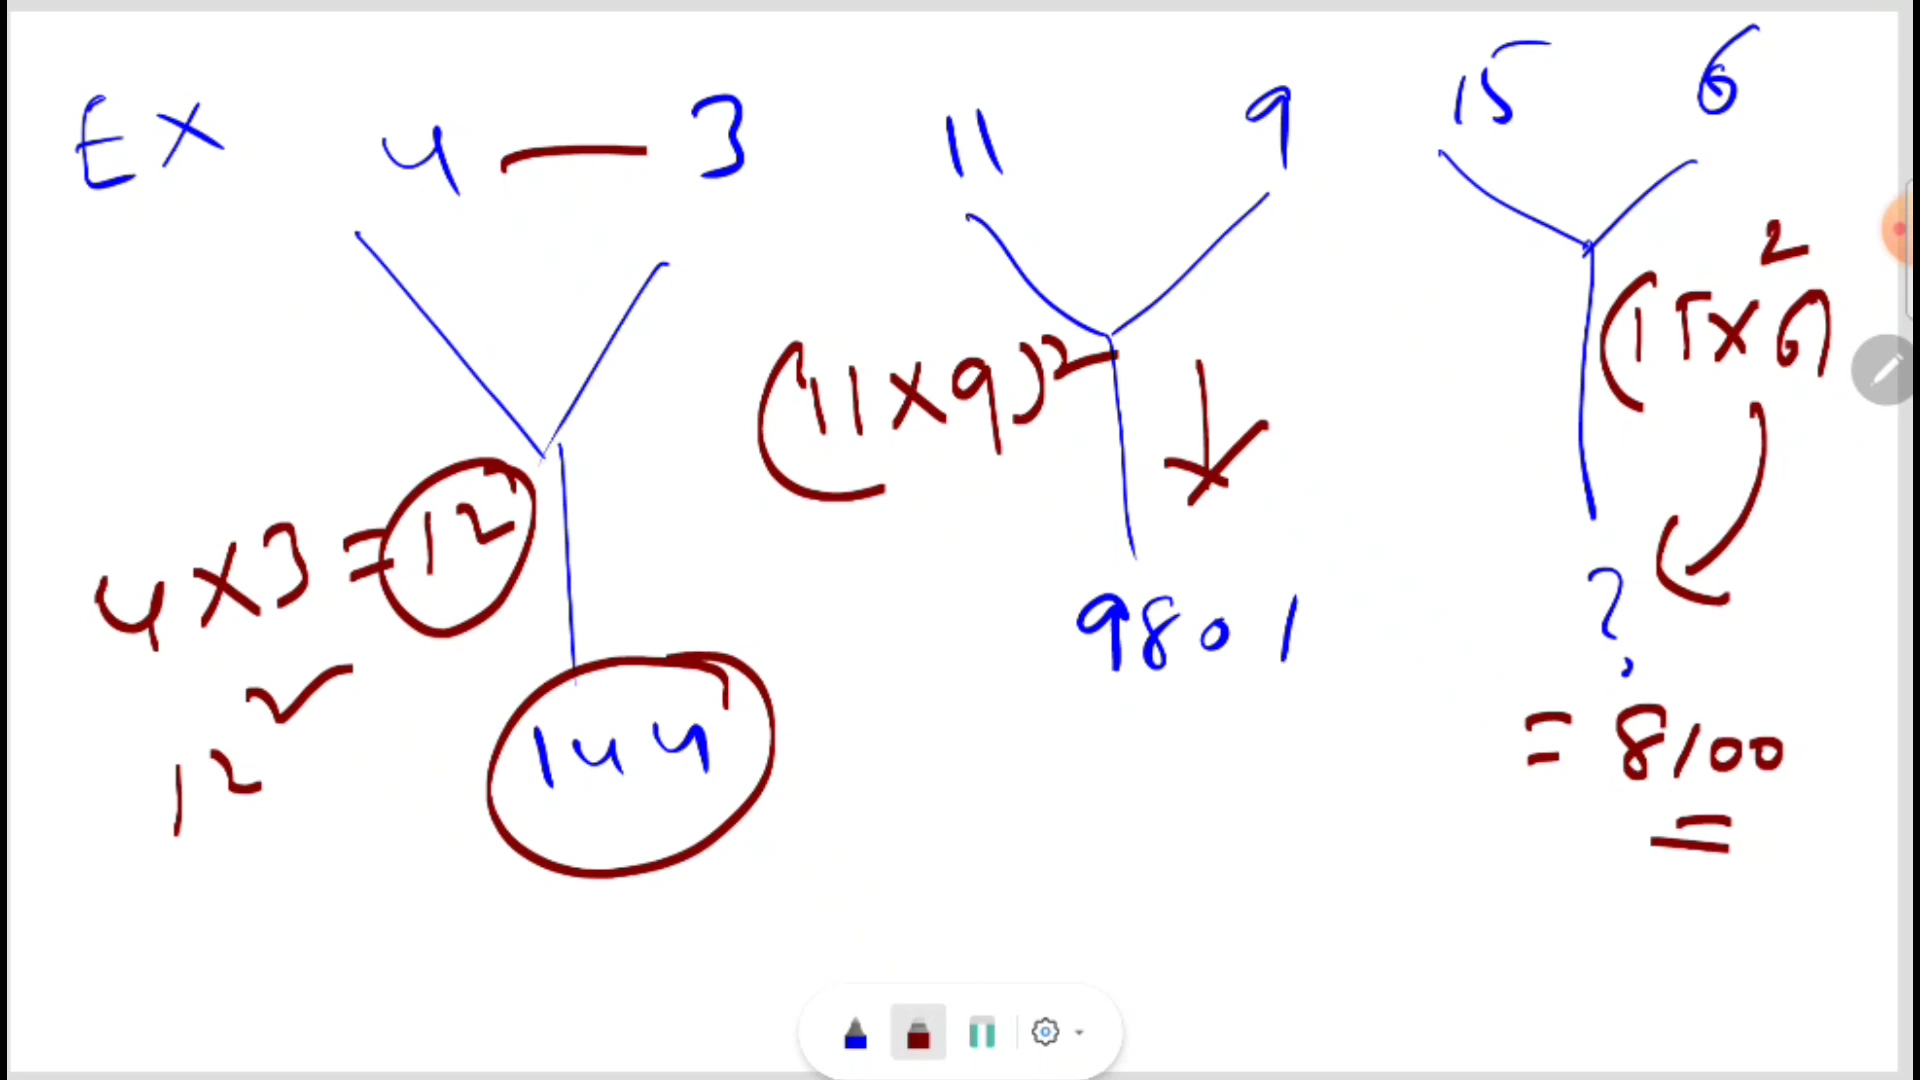 EX 4 — 3 11 9 15 6
(11×9)² (15×6)²
4×3 = 12
12² 144 9801 ?
= 8100